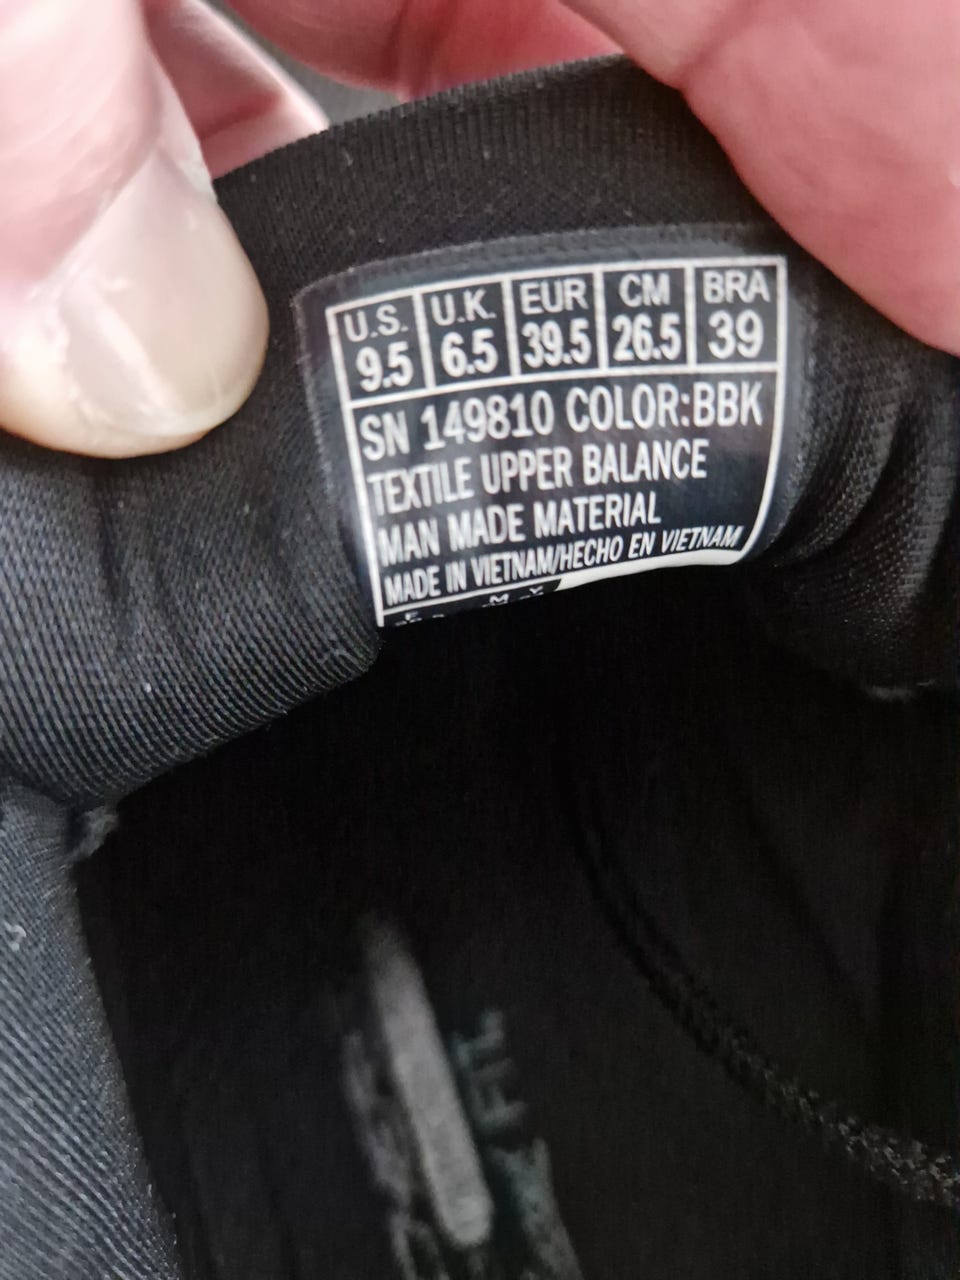 U.S. U.K. EUR CM BRA
9.5 6.5 39.5 26.5 39
SN 149810 COLOR:BBK
TEXTILE UPPER BALANCE
MAN MADE MATERIAL
MADE IN VIETNAM/HECHO EN VIETNAM